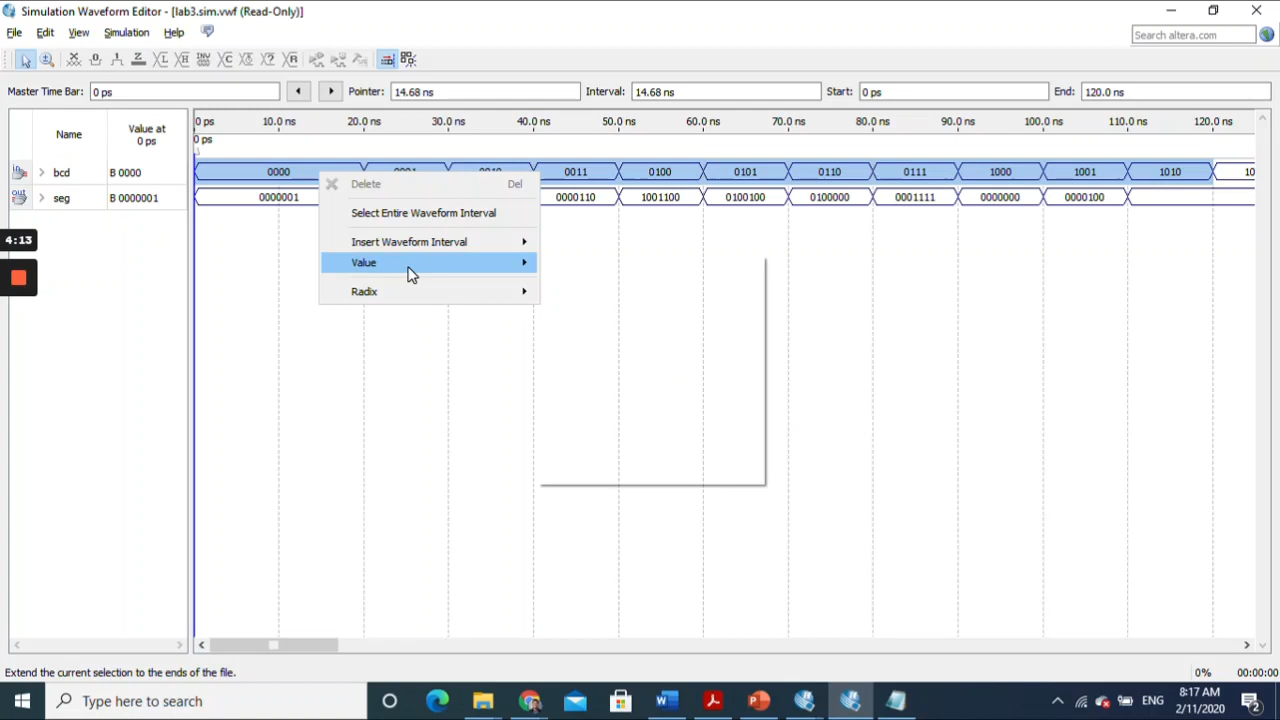 Simulation Waveform Editor - [lab3.sim.vwf (Read-Only)]
File Edit View Simulation Help
Search altera.com
Master Time Bar: 0 ps Pointer: 14.68 ns Interval: 14.68 ns Start: 0 ps End: 120.0 ns
Name Value at 0 ps
0 ps 10.0 ns 20.0 ns 30.0 ns 40.0 ns 50.0 ns 60.0 ns 70.0 ns 80.0 ns 90.0 ns 100.0 ns 110.0 ns 120.0 ns
0 ps
bcd B 0000 0000 0001 0010 0011 0100 0101 0110 0111 1000 1001 1010 10
seg B 0000001 0000001 0000110 1001100 0100100 0100000 0001111 0000000 0000100
Delete Del
Select Entire Waveform Interval
Insert Waveform Interval
Value
Radix
4:13
Extend the current selection to the ends of the file.
0% 00:00:00
Type here to search
ENG
8:17 AM
2/11/2020
2